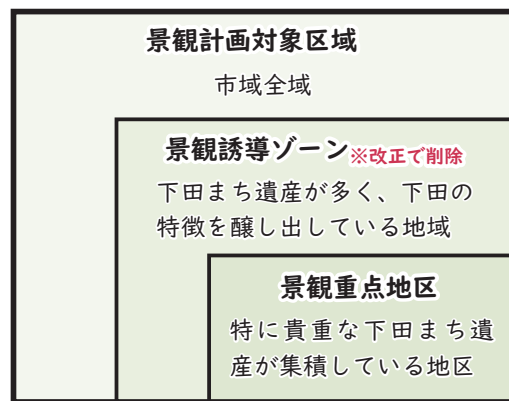 景観計画対象区域
市域全域
景観誘導ゾーン※改正で削除
下田まち遺産が多く、下田の
特徴を醸し出している地域
景観重点地区
特に貴重な下田まち遺
産が集積している地区